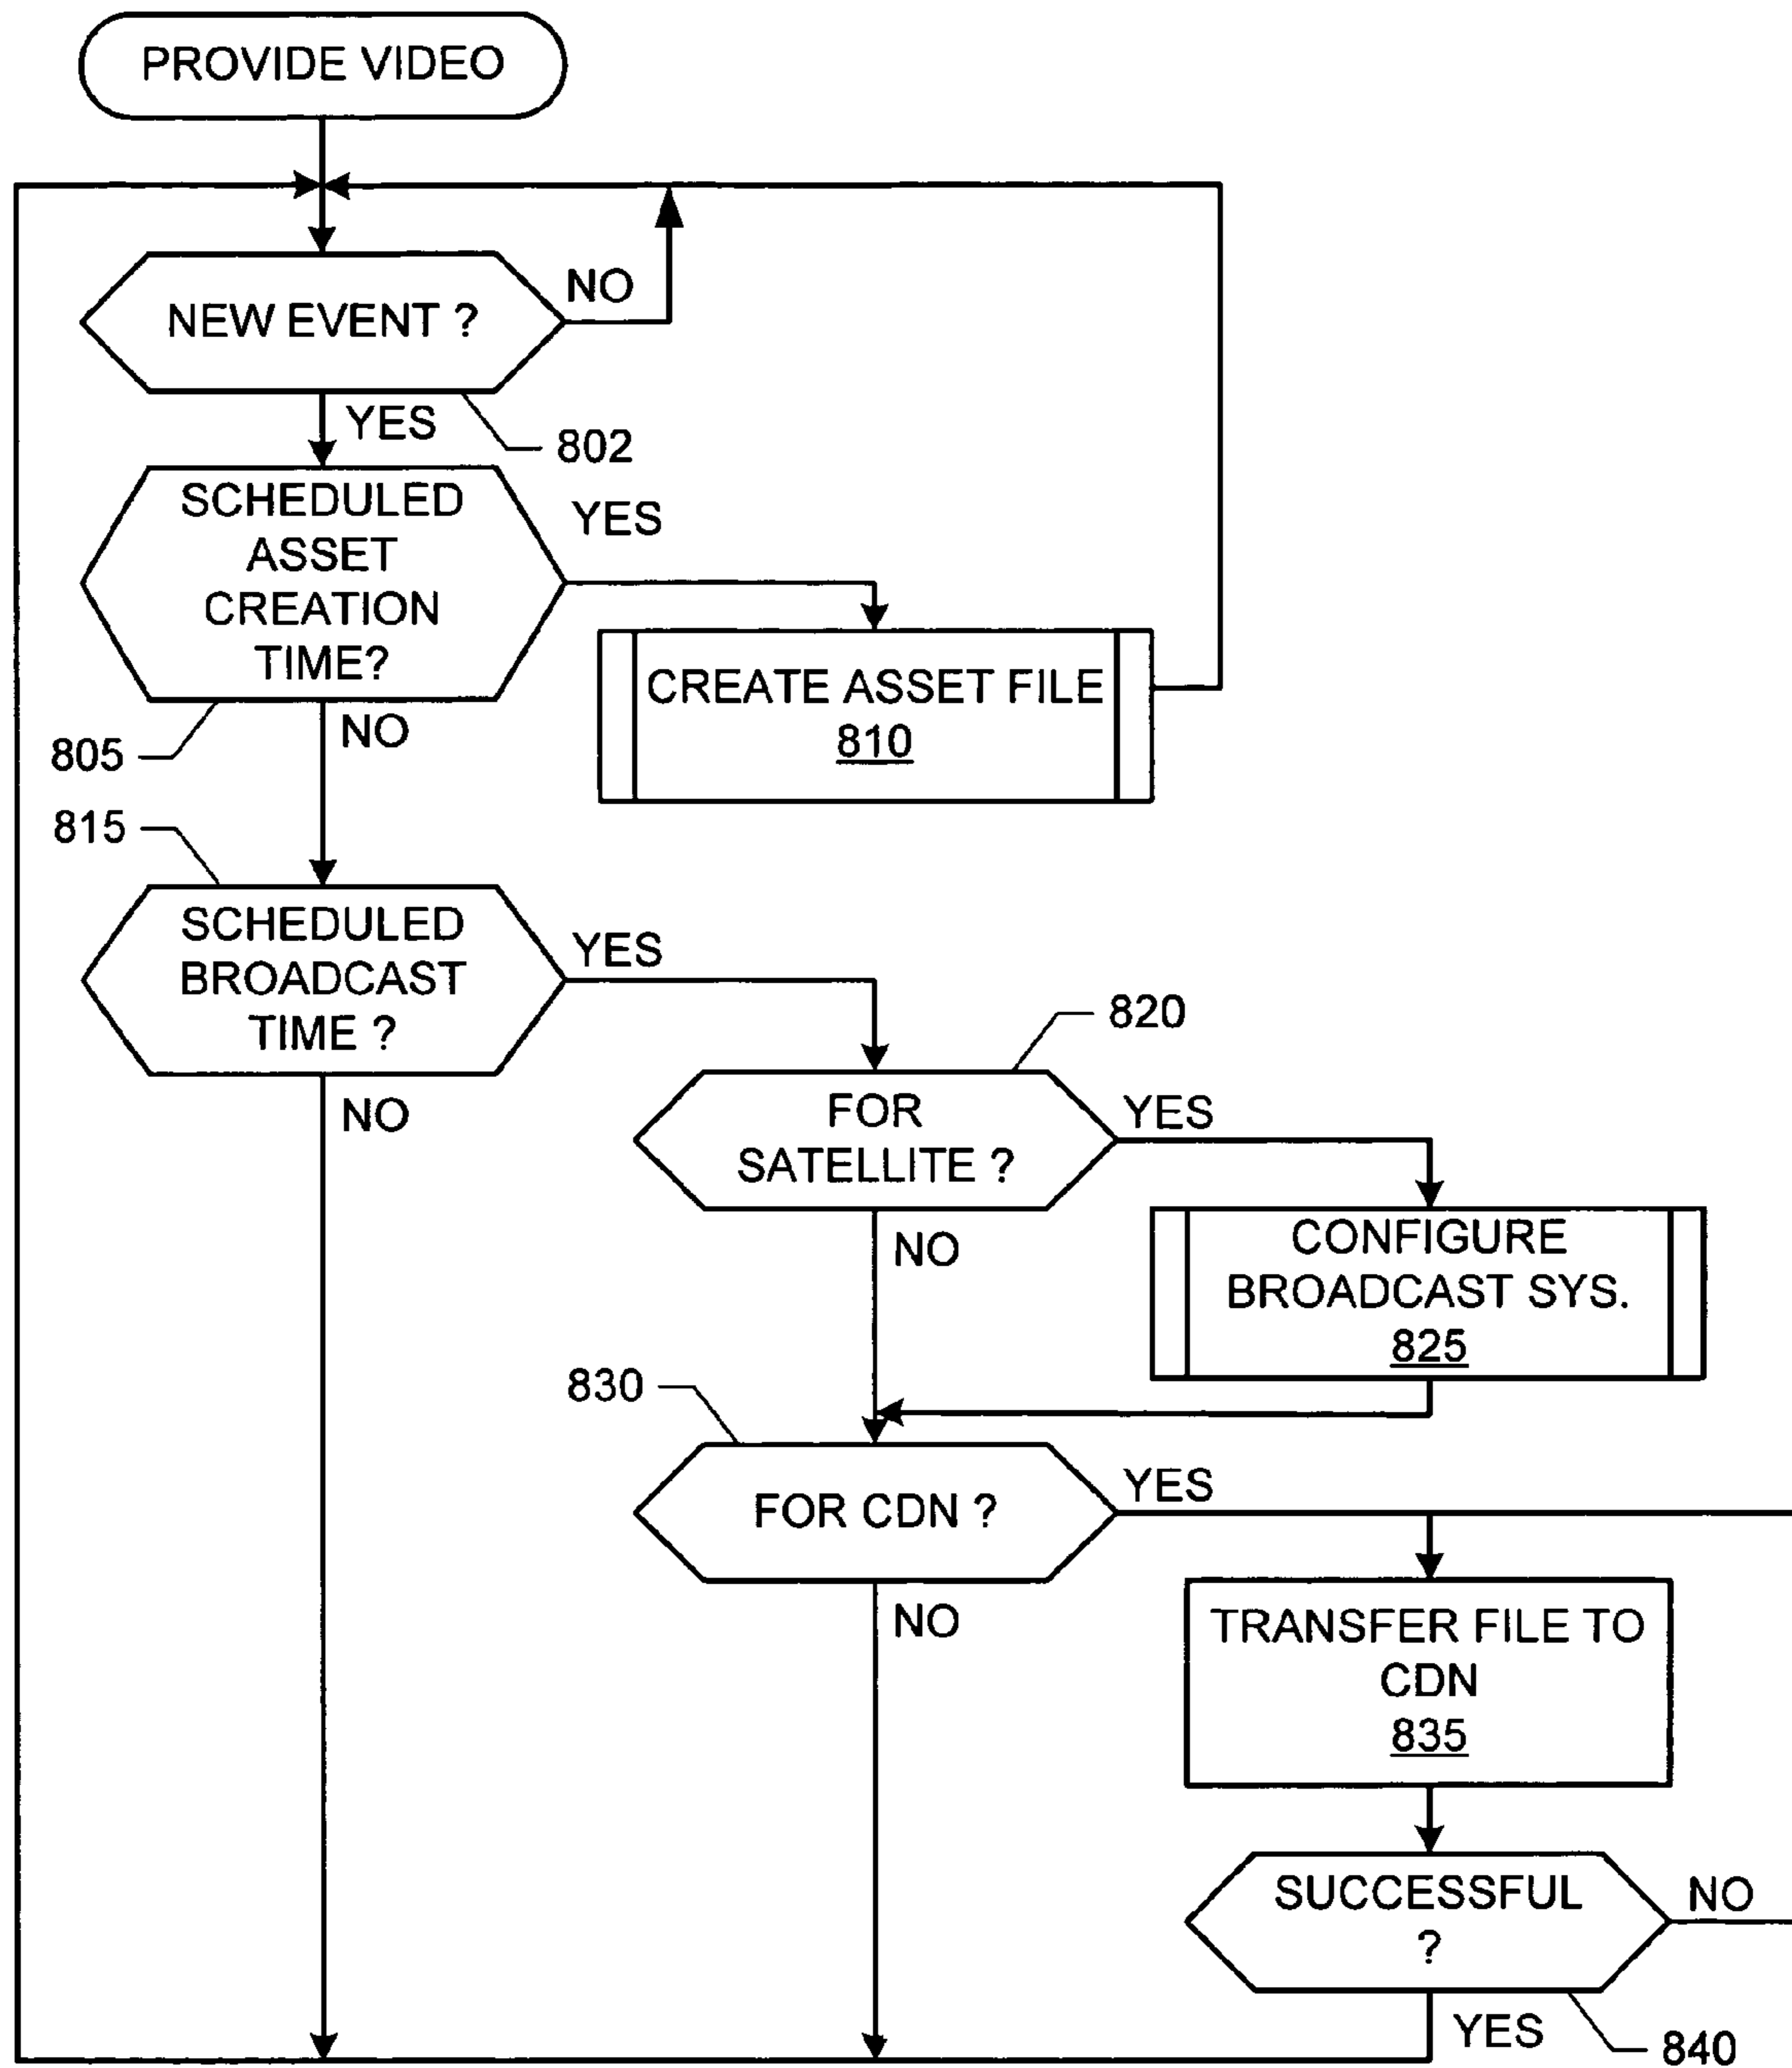 PROVIDE VIDEO
NEW EVENT ?
NO
YES
802
SCHEDULED
ASSET
CREATION
TIME?
YES
805
NO
CREATE ASSET FILE
810
815
SCHEDULED
BROADCAST
TIME ?
YES
NO
820
FOR
SATELLITE ?
YES
NO
CONFIGURE
BROADCAST SYS.
825
830
FOR CDN ?
YES
NO
TRANSFER FILE TO
CDN
835
SUCCESSFUL
?
NO
YES
840